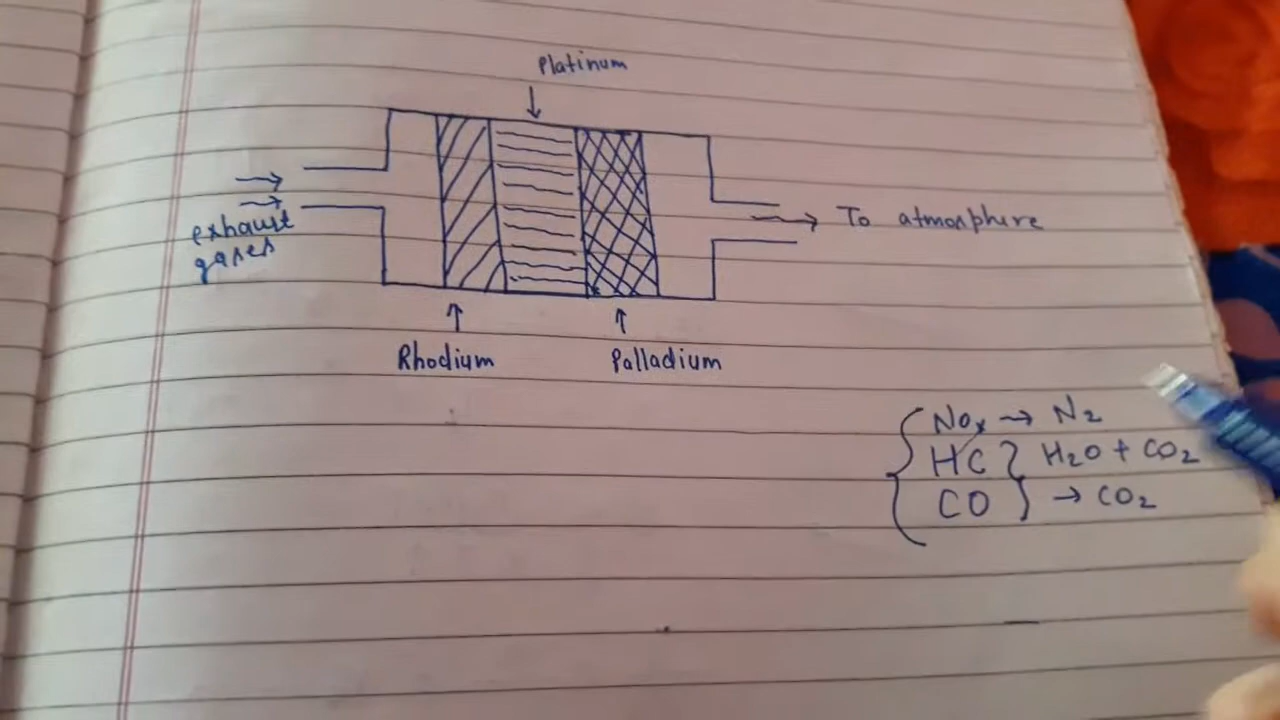 Platinum
exhaust
gases
To atmosphere
Rhodium
Palladium
NOx → N2
HC } H2O + CO2
CO } → CO2